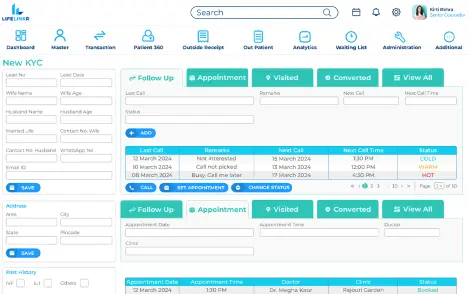 LIFELINKR
Search
Kirti Rehva
Senior Counsellor
Dashboard Master Transaction Patient 360 Outside Receipt Out Patient Analytics Waiting List Administration Additional
New KYC
Lead No Lead Date
Wife Name Wife Age
Husband Name Husband Age
Married Life Contact No. Wife
Contact No. Husband WhatsApp No
Email ID
SAVE
Follow Up Appointment Visited Converted View All
Last Call Remarks Next Call Next Call Time
Status
ADD
Last Call Remarks Next Call Next Call Time Status
12 March 2024 Not interested 15 March 2024 1:30 PM COLD
10 March 2024 Call not picked 13 March 2024 12:00 PM WARM
08 March 2024 Busy, Call me later 17 March 2024 4:30 PM HOT
CALL SET APPOINTMENT CHANGE STATUS
« < 1 2 3 .. 10 > » Page 1 of 10
Address
Area City
State Pincode
SAVE
Follow Up Appointment Visited Converted View All
Appointment Date Appointment Time Doctor
Clinic
Past History
IVF IUI Others
Appointment Date Appointment Time Doctor Clinic Status
12 March 2024 1:30 PM Dr. Megha Kaur Rajouri Garden Booked